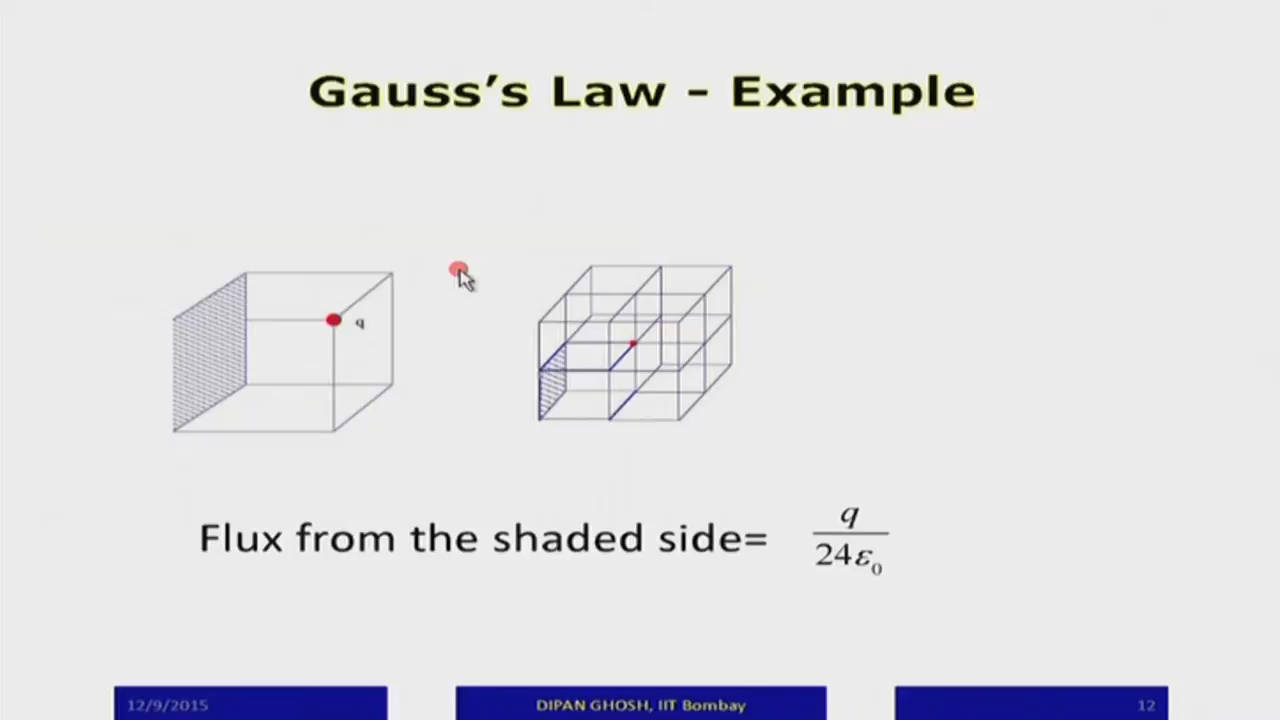 Gauss’s Law – Example
q
Flux from the shaded side= q/24ε₀
12/9/2015
DIPAN GHOSH, IIT Bombay
12